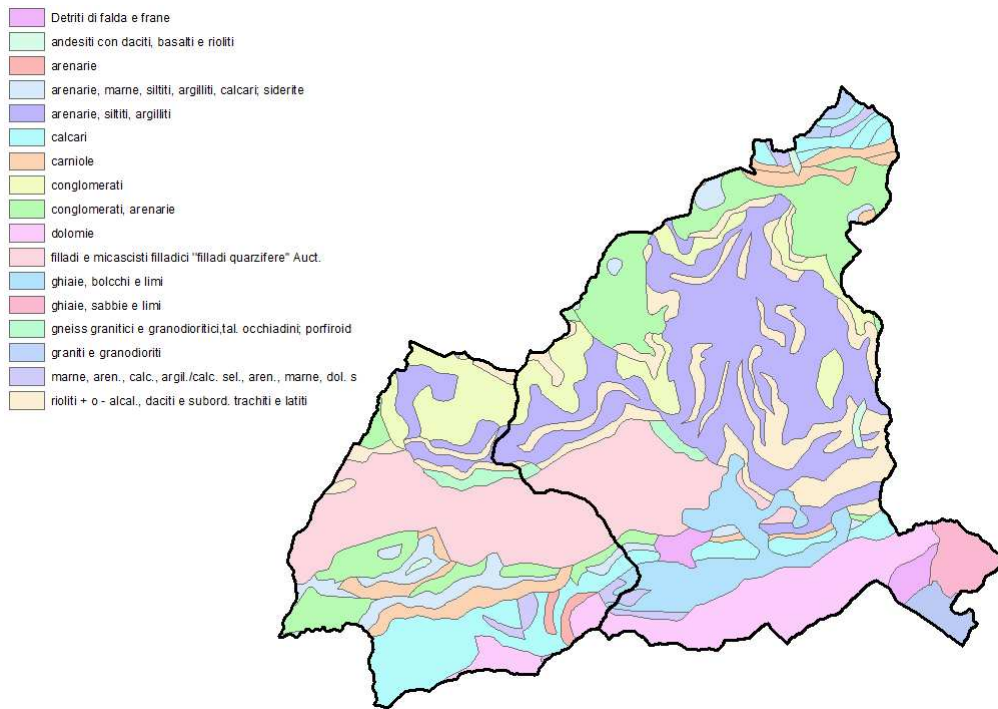 Detriti di falda e frane
andesiti con daciti, basalti e rioliti
arenarie
arenarie, marne, siltiti, argilliti, calcari; siderite
arenarie, siltiti, argilliti
calcari
carniole
conglomerati
conglomerati, arenarie
dolomie
filladi e micascisti filladici "filladi quarzifere" Auct.
ghiaie, bolcchi e limi
ghiaie, sabbie e limi
gneiss granitici e granodioritici,tal. occhiadini; porfiroid
graniti e granodioriti
marne, aren., calc., argil./calc. sel., aren., marne, dol. s
rioliti + o - alcal., daciti e subord. trachiti e latiti